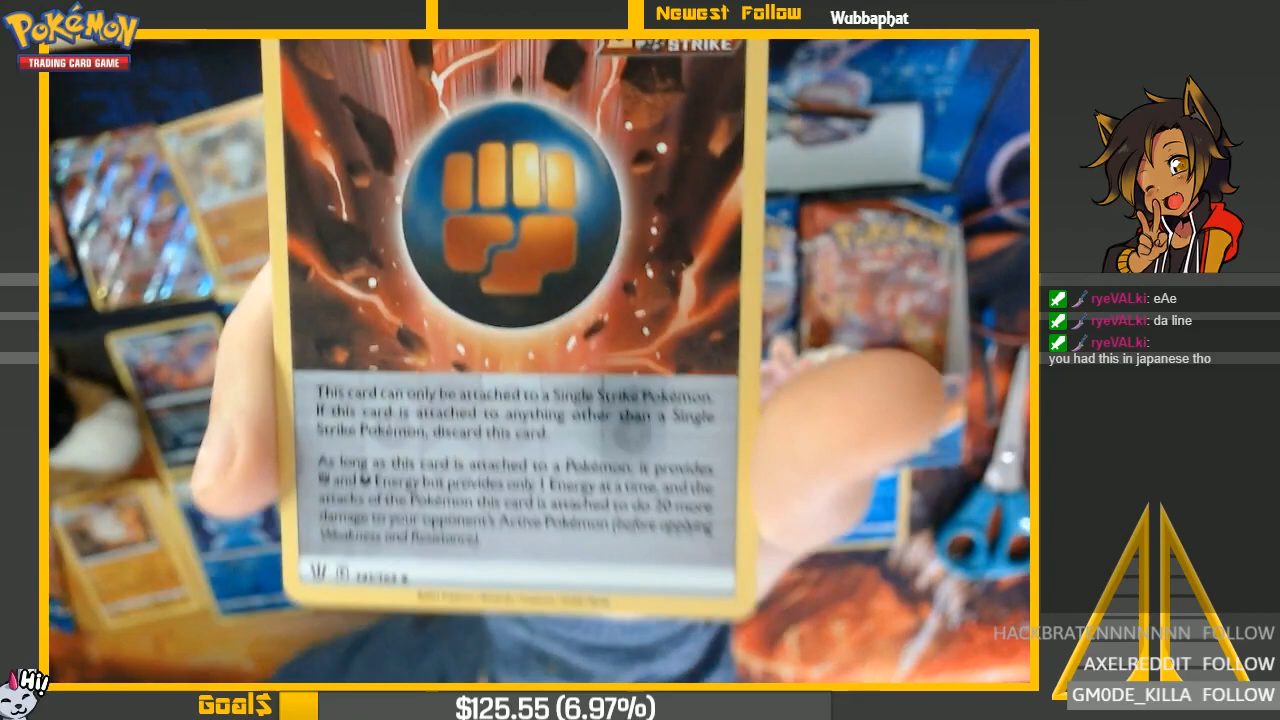 POKéMON
TRADING CARD GAME
Newest Follow
Wubbaphat
STRIKE
This card can only be attached to a Single Strike Pokémon.
If this card is attached to anything other than a Single
Strike Pokémon, discard this card.
As long as this card is attached to a Pokémon, it provides
and Energy but provides only 1 Energy at a time, and the
attacks of the Pokémon this card is attached to do 20 more
damage to your opponent's Active Pokémon (before applying
Weakness and Resistance).
POKéMON
ryeVALki: eAe
ryeVALki: da line
ryeVALki:
you had this in japanese tho
HACKBRATENNNNNNN FOLLOW
AXELREDDIT FOLLOW
GM0DE_KILLA FOLLOW
Hi!
Goals
$125.55 (6.97%)